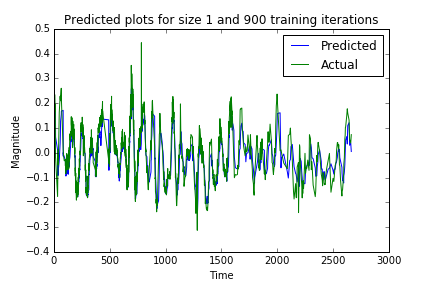 Predicted plots for size 1 and 900 training iterations
Predicted
Actual
Magnitude
0.5
0.4
0.3
0.2
0.1
0.0
−0.1
−0.2
−0.3
−0.4
0 500 1000 1500 2000 2500 3000
Time